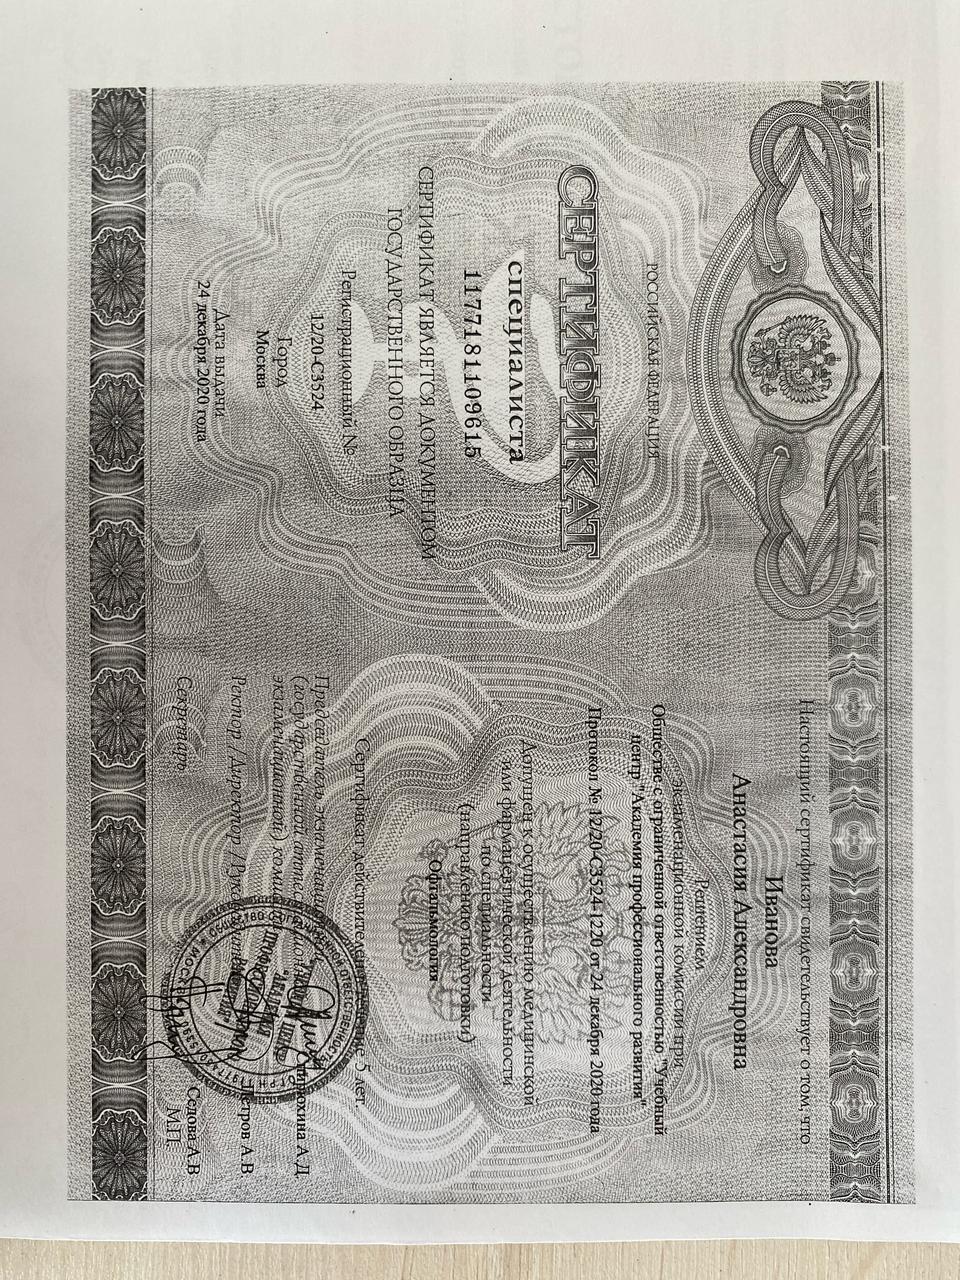 РОССИЙСКАЯ ФЕДЕРАЦИЯ
СЕРТИФИКАТ
специалиста
1177181109615
СЕРТИФИКАТ ЯВЛЯЕТСЯ ДОКУМЕНТОМ
ГОСУДАРСТВЕННОГО ОБРАЗЦА
Регистрационный №
12/20-С3524
Город
Москва
Дата выдачи
24 декабря 2020 года
Настоящий сертификат свидетельствует о том, что
Иванова
Анастасия Александровна
Решением
экзаменационной комиссии при
Обществе с ограниченной ответственностью "Учебный
центр "Академия профессионального развития"
Протокол № 12/20-С3524-1220 от 24 декабря 2020 года
Допущен к осуществлению медицинской
или фармацевтической деятельности
по специальности
(направлению подготовки)
Офтальмология
Сертификат действителен в течение 5 лет.
Председатель экзаменационной
(государственной аттестационной,
экзаменационной) комиссии
Ректор /Директор /Руководитель
Петров А.В.
Секретарь
Седова А.В.
М.П.